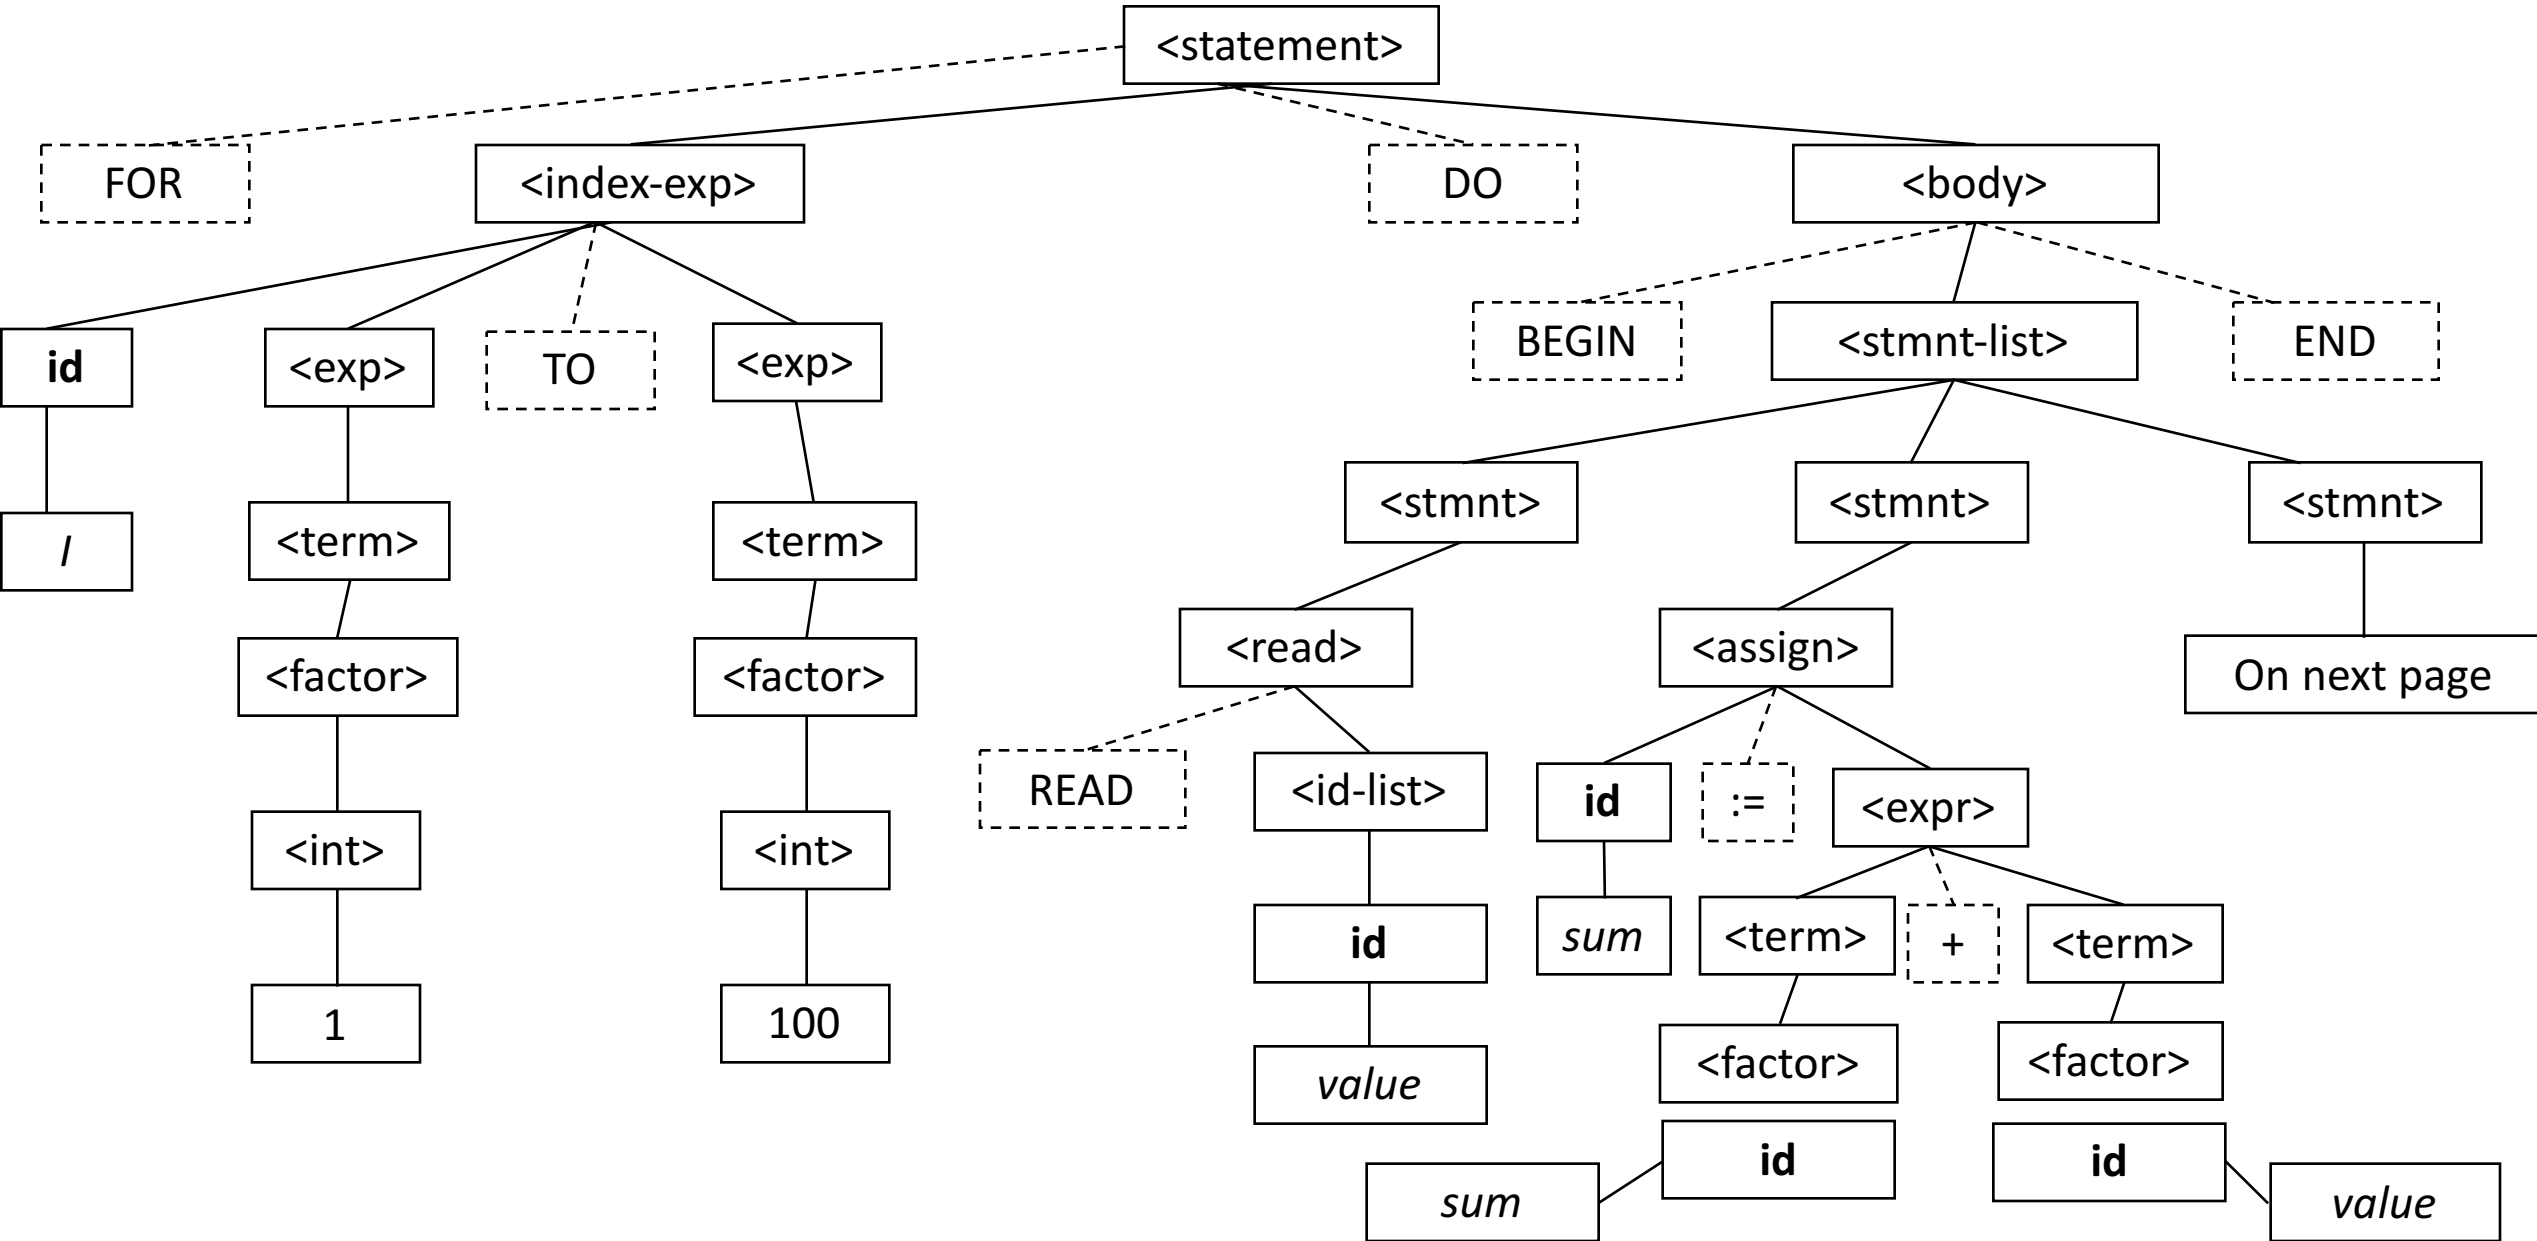 <statement>
FOR
<index-exp>
DO
<body>
id
<exp>
TO
<exp>
BEGIN
<stmnt-list>
END
I
<term>
<term>
<stmnt>
<stmnt>
<stmnt>
<factor>
<factor>
<read>
<assign>
On next page
<int>
<int>
READ
<id-list>
id
:=
<expr>
1
100
id
sum
<term>
+
<term>
value
<factor>
<factor>
sum
id
id
value